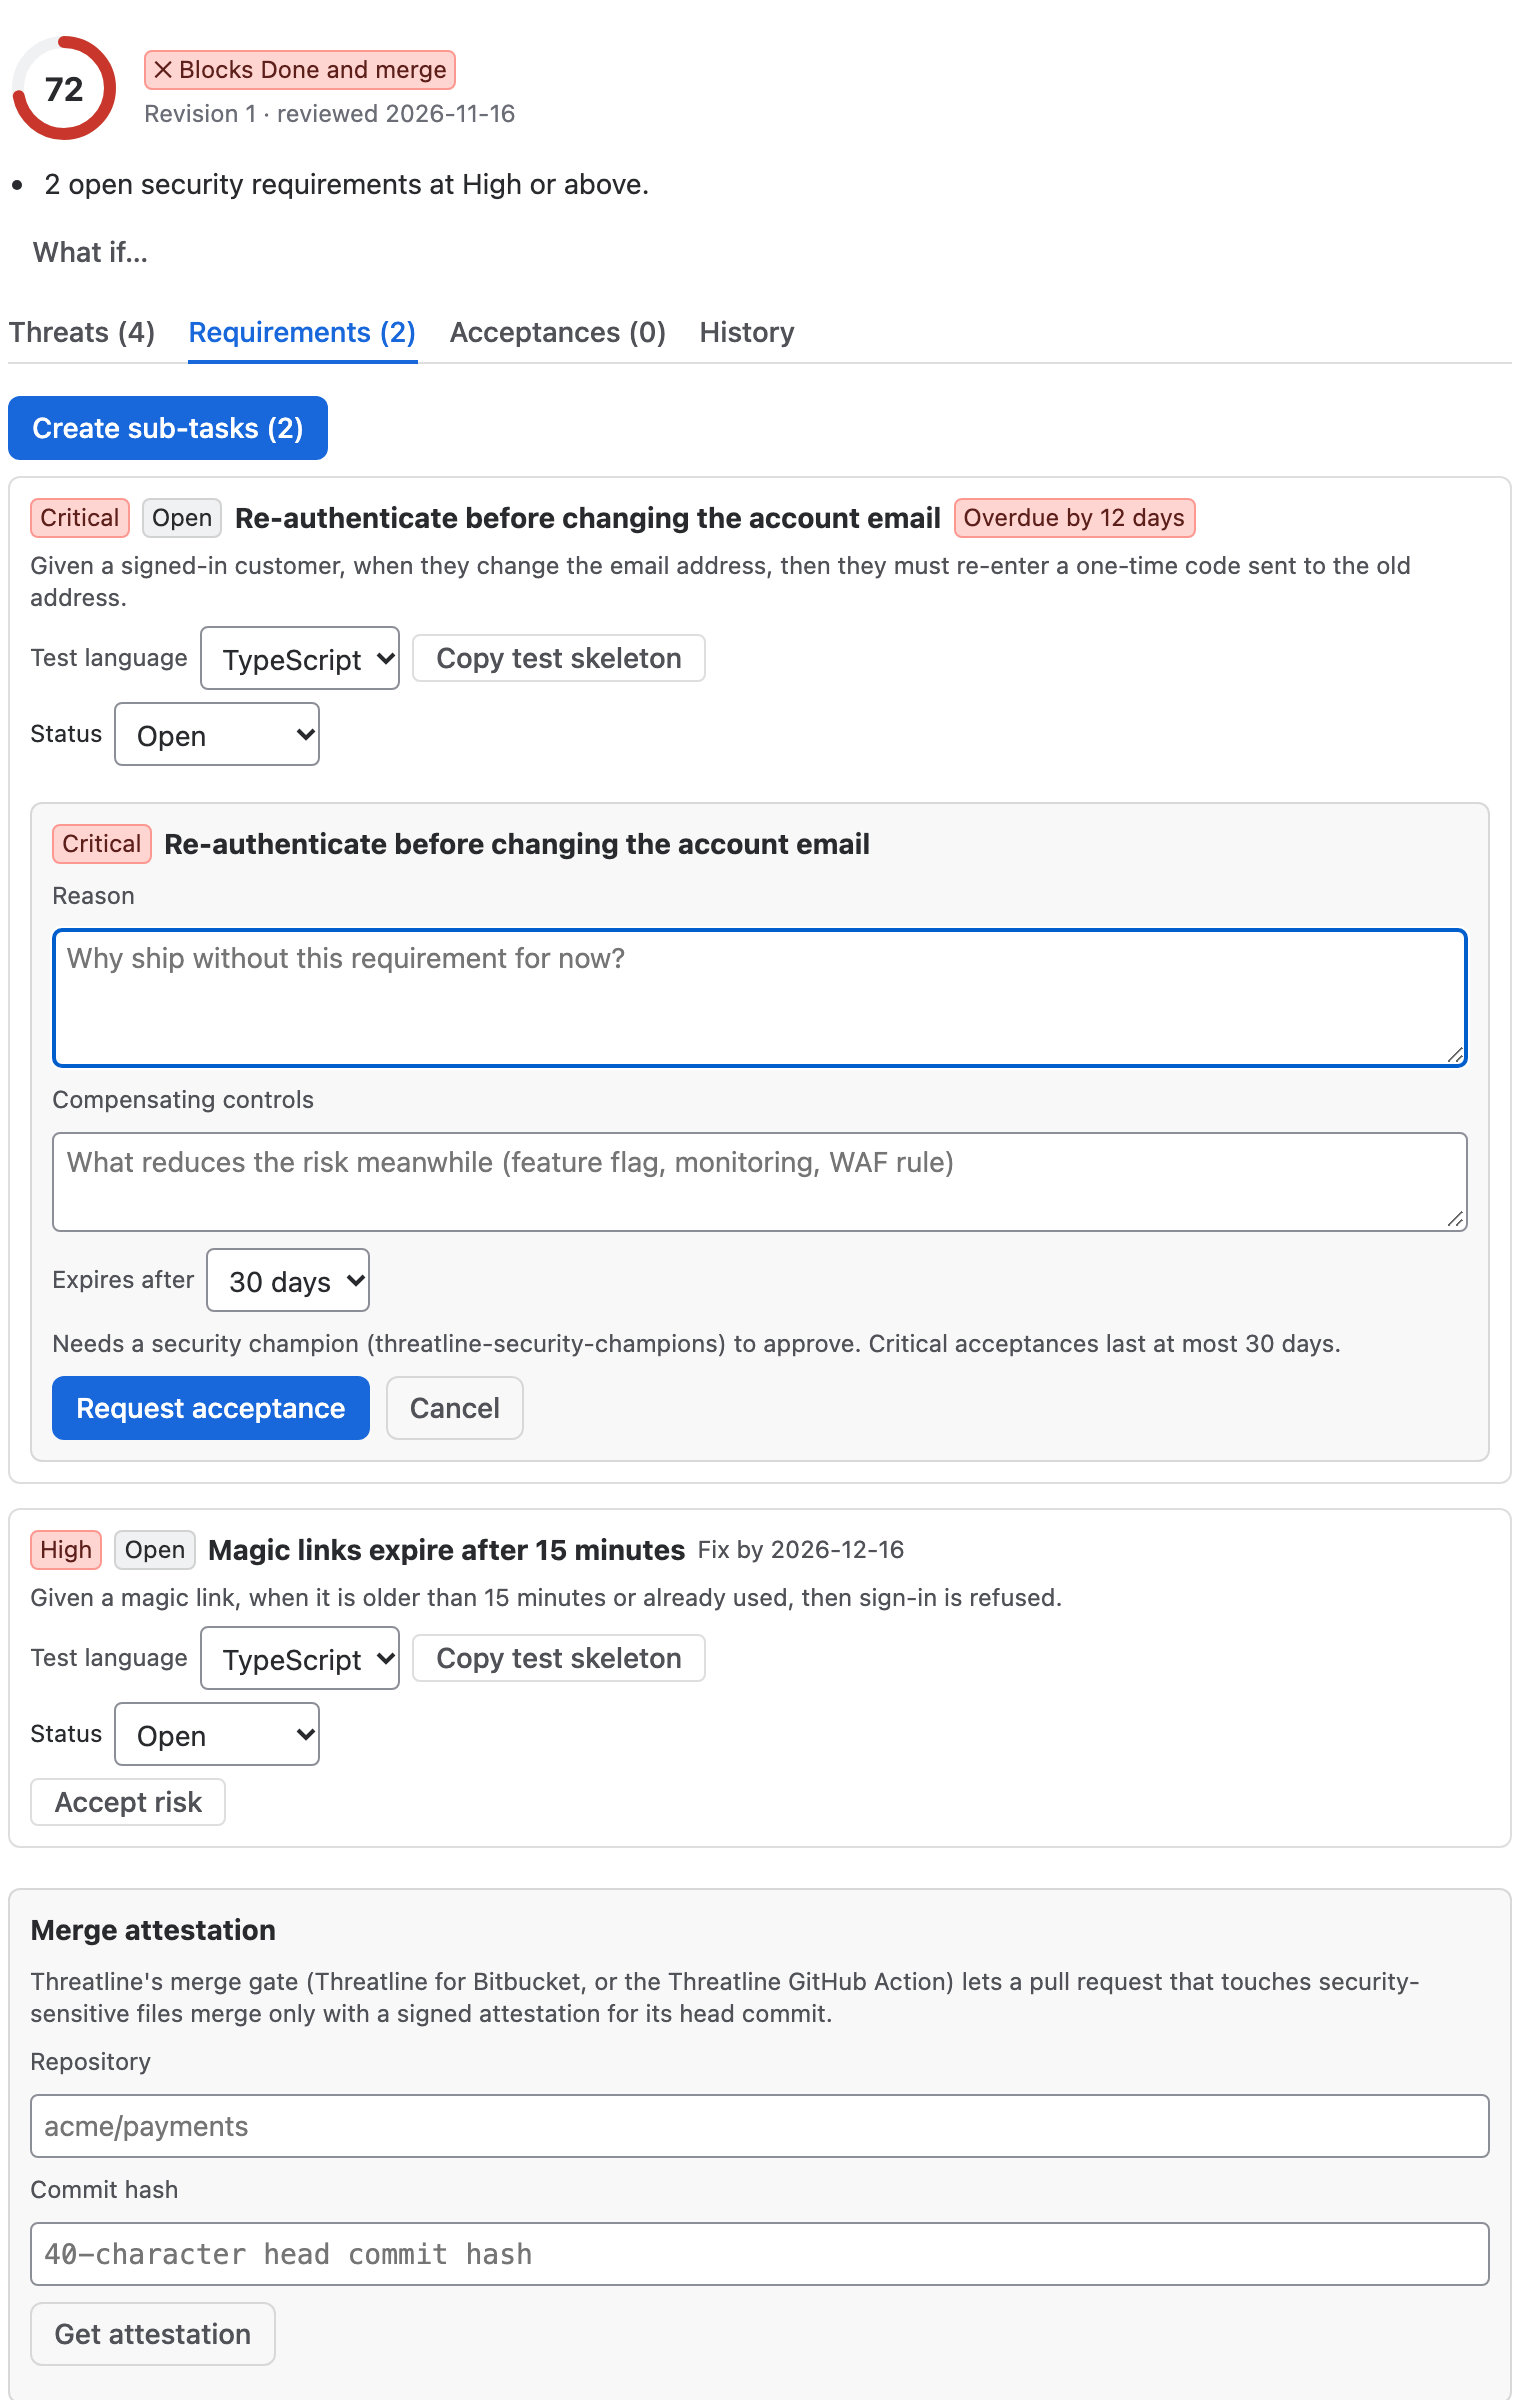 72
Blocks Done and merge
Revision 1 · reviewed 2026-11-16
• 2 open security requirements at High or above.
What if...
Threats (4) Requirements (2) Acceptances (0) History
Create sub-tasks (2)
Critical Open Re-authenticate before changing the account email Overdue by 12 days
Given a signed-in customer, when they change the email address, then they must re-enter a one-time code sent to the old
address.
Test language TypeScript Copy test skeleton
Status Open
Critical Re-authenticate before changing the account email
Reason
Why ship without this requirement for now?
Compensating controls
What reduces the risk meanwhile (feature flag, monitoring, WAF rule)
Expires after 30 days
Needs a security champion (threatline-security-champions) to approve. Critical acceptances last at most 30 days.
Request acceptance Cancel
High Open Magic links expire after 15 minutes Fix by 2026-12-16
Given a magic link, when it is older than 15 minutes or already used, then sign-in is refused.
Test language TypeScript Copy test skeleton
Status Open
Accept risk
Merge attestation
Threatline's merge gate (Threatline for Bitbucket, or the Threatline GitHub Action) lets a pull request that touches security-
sensitive files merge only with a signed attestation for its head commit.
Repository
acme/payments
Commit hash
40-character head commit hash
Get attestation